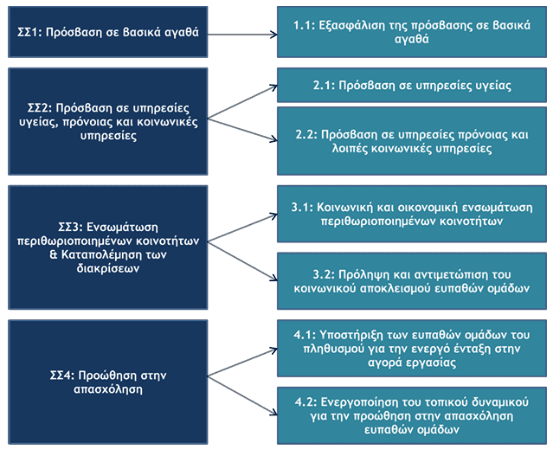 ΣΣ1: Πρόσβαση σε βασικά αγαθά
1.1: Εξασφάλιση της πρόσβασης σε βασικά
αγαθά
ΣΣ2: Πρόσβαση σε υπηρεσίες
υγείας, πρόνοιας και κοινωνικές
υπηρεσίες
2.1: Πρόσβαση σε υπηρεσίες υγείας
2.2: Πρόσβαση σε υπηρεσίες πρόνοιας και
λοιπές κοινωνικές υπηρεσίες
ΣΣ3: Ενσωμάτωση
περιθωριοποιημένων κοινοτήτων
& Καταπολέμηση των
διακρίσεων
3.1: Κοινωνική και οικονομική ενσωμάτωση
περιθωριοποιημένων κοινοτήτων
3.2: Πρόληψη και αντιμετώπιση του
κοινωνικού αποκλεισμού ευπαθών ομάδων
ΣΣ4: Προώθηση στην
απασχόληση
4.1: Υποστήριξη των ευπαθών ομάδων του
πληθυσμού για την ενεργό ένταξη στην
αγορά εργασίας
4.2: Ενεργοποίηση του τοπικού δυναμικού
για την προώθηση στην απασχόληση
ευπαθών ομάδων